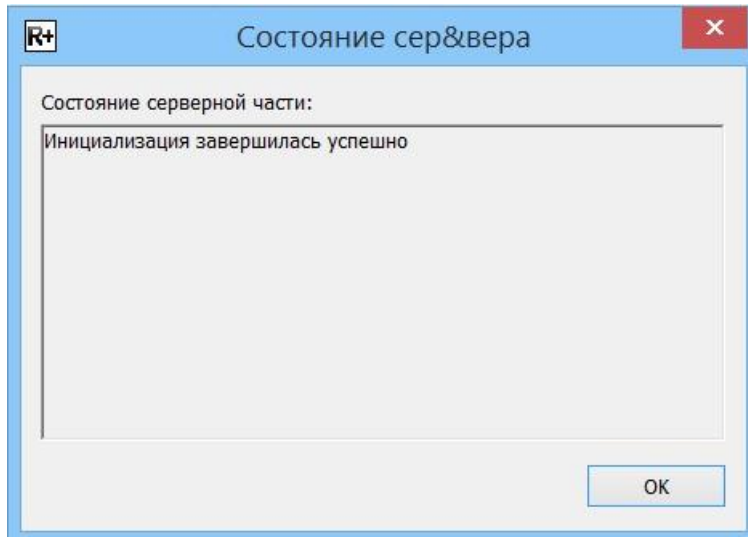 R+
Состояние сер&вера
Состояние серверной части:
Инициализация завершилась успешно
OK